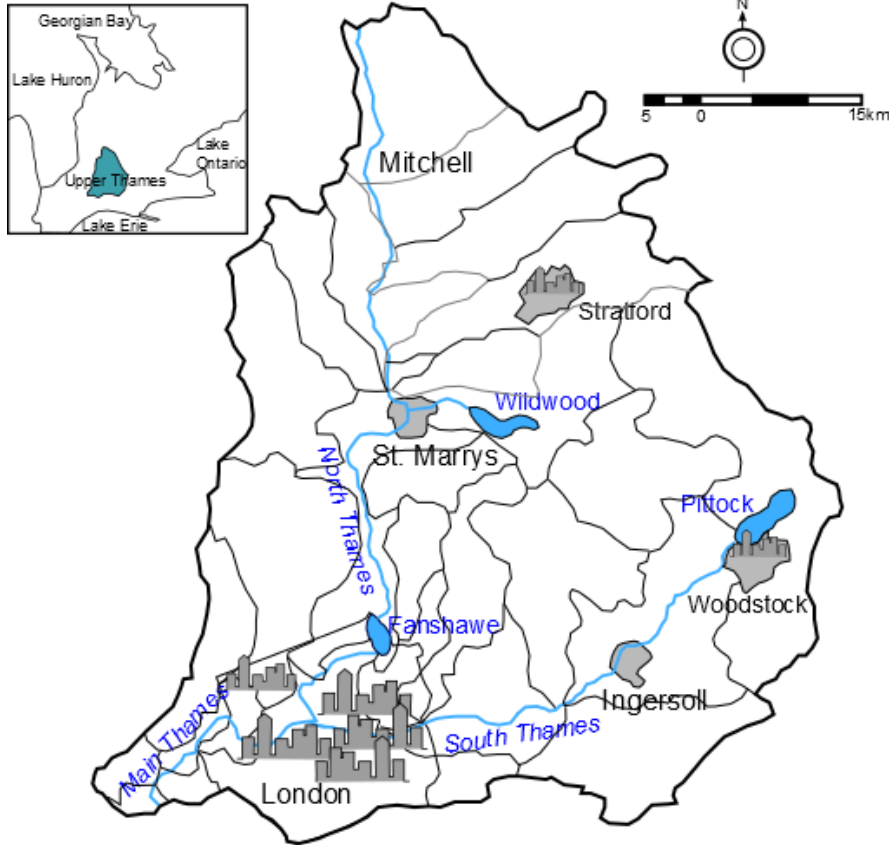 Georgian Bay
Lake Huron
Lake
Ontario
Upper Thames
Lake Erie
N
5 0 15km
Mitchell
Stratford
Wildwood
St. Marrys
North Thames
Pittock
Woodstock
Fanshawe
Ingersoll
Main Thames
South Thames
London